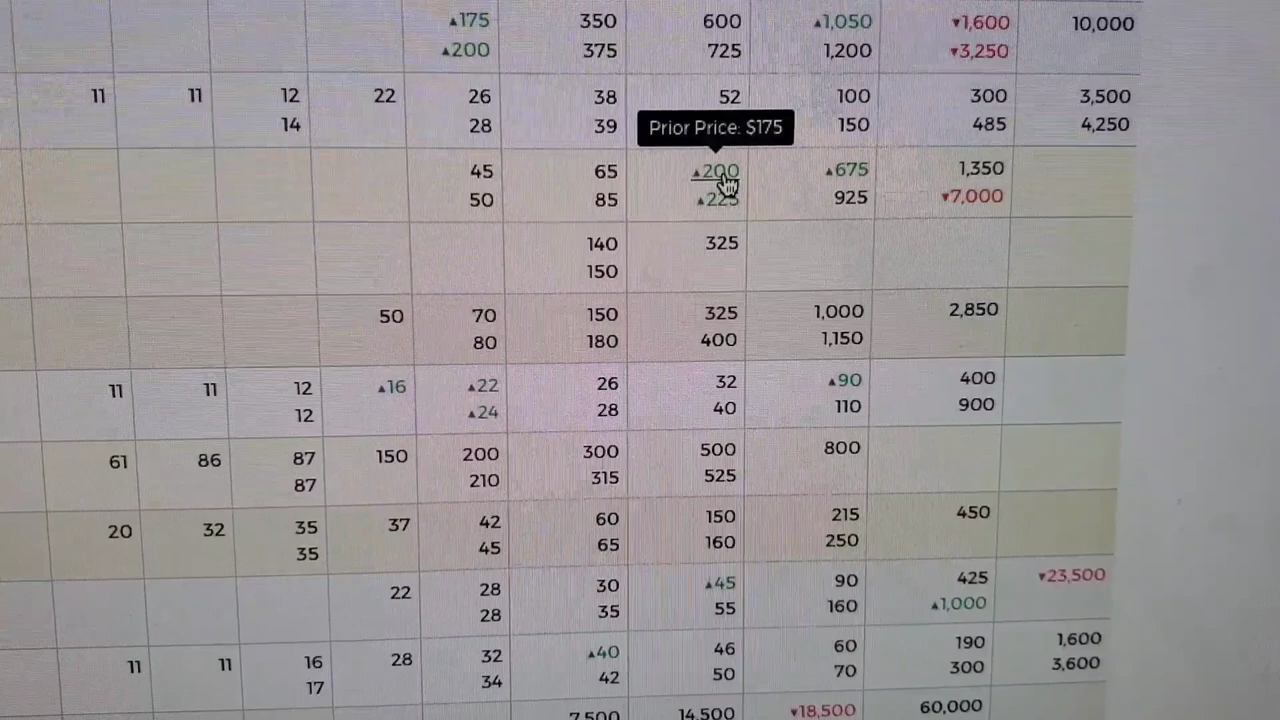 ▲175 350 600 ▲1,050 ▼1,600 10,000
▲200 375 725 1,200 ▼3,250
11 11 12 22 26 38 52 100 300 3,500
14 28 39 150 485 4,250
Prior Price: $175
45 65 ▲200 ▲675 1,350
50 85 ▲225 925 ▼7,000
140 325
150
50 70 150 325 1,000 2,850
80 180 400 1,150
11 11 12 ▲16 ▲22 26 32 ▲90 400
12 ▲24 28 40 110 900
61 86 87 150 200 300 500 800
87 210 315 525
20 32 35 37 42 60 150 215 450
35 45 65 160 250
22 28 30 ▲45 90 425 ▼23,500
28 35 55 160 ▲1,000
11 11 16 28 32 ▲40 46 60 190 1,600
17 34 42 50 70 300 3,600
7,500 14,500 ▼18,500 60,000